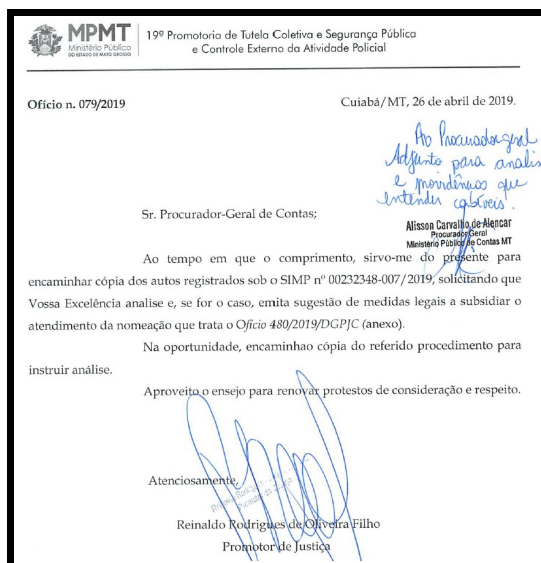 MPMT
Ministério Público
DO ESTADO DE MATO GROSSO
19ª Promotoria de Tutela Coletiva e Segurança Pública
e Controle Externo da Atividade Policial
Ofício n. 079/2019
Cuiabá/MT, 26 de abril de 2019.
Ao Procurador-geral
Adjunto para anális
e providências que
entender cabíveis.
Alisson Carvalho de Alencar
Procurador Geral
Ministério Público de Contas MT
Sr. Procurador-Geral de Contas;
Ao tempo em que o comprimento, sirvo-me do presente para
encaminhar cópia dos autos registrados sob o SIMP nº 00232348-007/2019, solicitando que
Vossa Excelência analise e, se for o caso, emita sugestão de medidas legais a subsidiar o
atendimento da nomeação que trata o Ofício 480/2019/DGPJC (anexo).
Na oportunidade, encaminhao cópia do referido procedimento para
instruir análise.
Aproveito o ensejo para renovar protestos de consideração e respeito.
Atenciosamente,
Reinaldo Rodrigues de Oliveira Filho
Promotor de Justiça